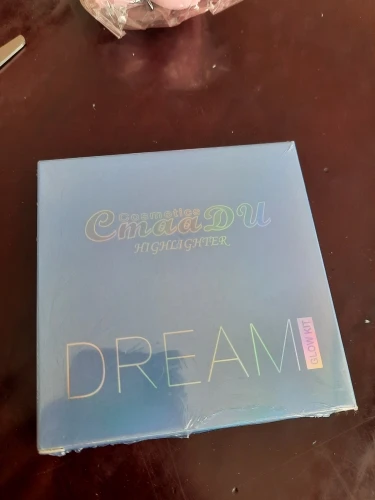 Cosmetics
CmaaDU
HIGHLIGHTER
DREAM
GLOW KIT